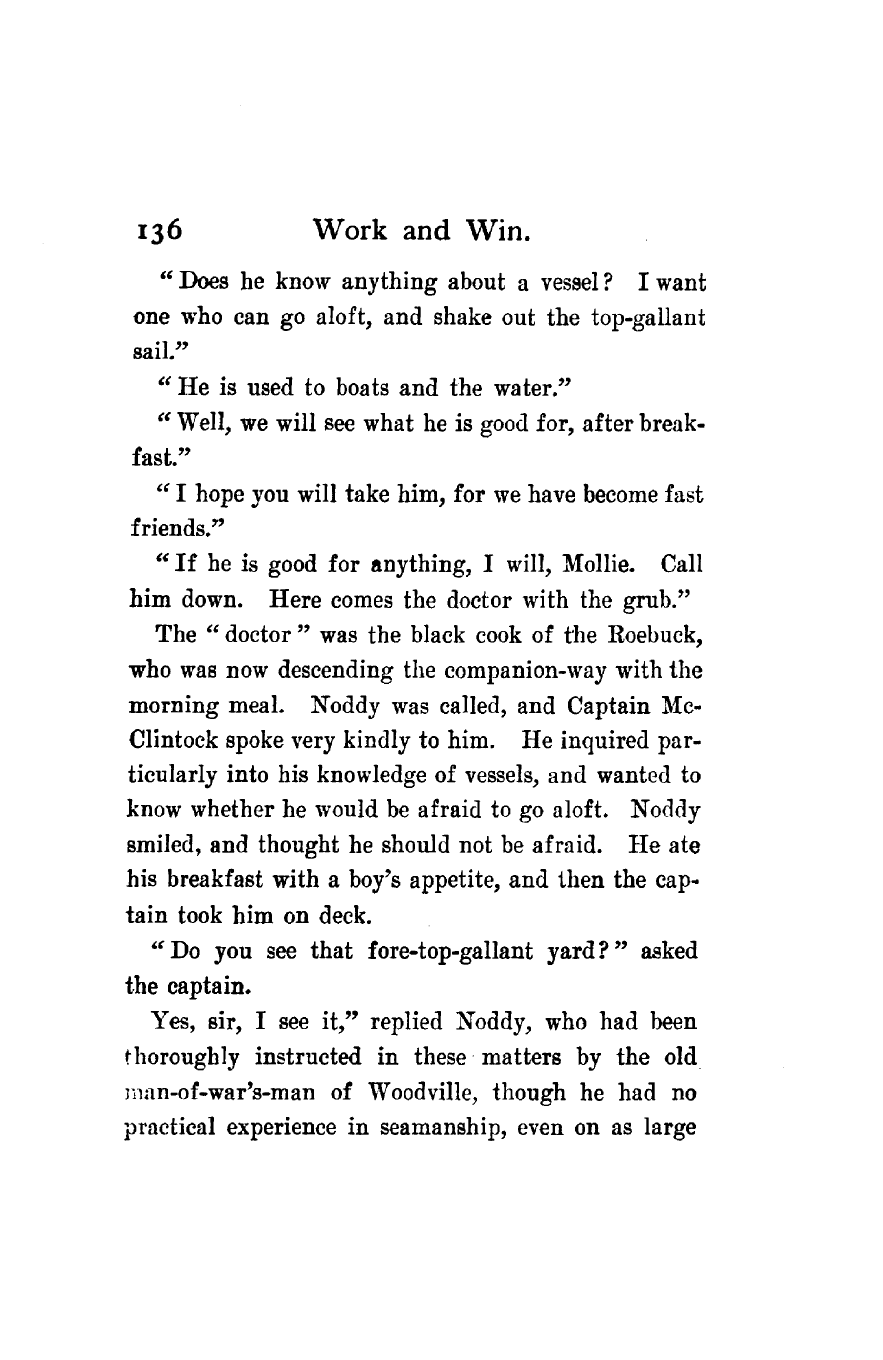 136 Work and Win.
“Does he know anything about a vessel? I want
one who can go aloft, and shake out the top-gallant
sail.”
“He is used to boats and the water.”
“Well, we will see what he is good for, after break-
fast.”
“I hope you will take him, for we have become fast
friends.”
“If he is good for anything, I will, Mollie. Call
him down. Here comes the doctor with the grub.”
The “doctor” was the black cook of the Roebuck,
who was now descending the companion-way with the
morning meal. Noddy was called, and Captain Mc-
Clintock spoke very kindly to him. He inquired par-
ticularly into his knowledge of vessels, and wanted to
know whether he would be afraid to go aloft. Noddy
smiled, and thought he should not be afraid. He ate
his breakfast with a boy’s appetite, and then the cap-
tain took him on deck.
“Do you see that fore-top-gallant yard?” asked
the captain.
Yes, sir, I see it,” replied Noddy, who had been
thoroughly instructed in these matters by the old
man-of-war’s-man of Woodville, though he had no
practical experience in seamanship, even on as large